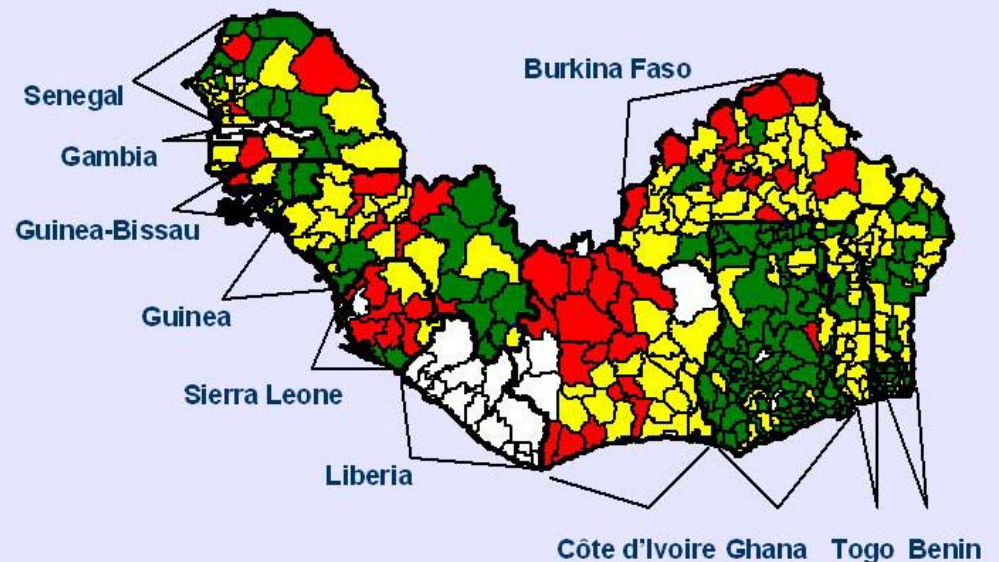 Senegal
Burkina Faso
Gambia
Guinea-Bissau
Guinea
Sierra Leone
Liberia
Côte d'Ivoire Ghana Togo Benin